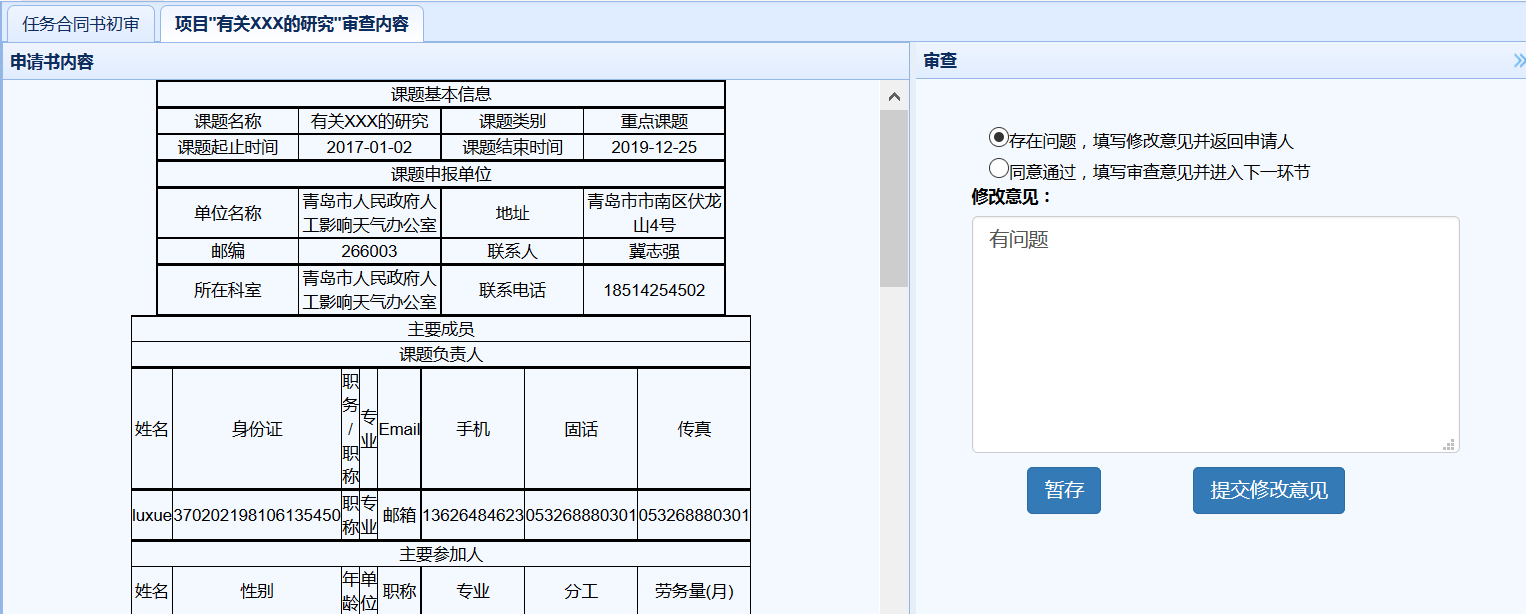 任务合同书初审 项目"有关XXX的研究"审查内容
申请书内容
课题基本信息
课题名称 有关XXX的研究 课题类别 重点课题
课题起止时间 2017-01-02 课题结束时间 2019-12-25
课题申报单位
单位名称 青岛市人民政府人工影响天气办公室 地址 青岛市市南区伏龙山4号
邮编 266003 联系人 冀志强
所在科室 青岛市人民政府人工影响天气办公室 联系电话 18514254502
主要成员
课题负责人
姓名 身份证 职务/职称 专业 Email 手机 固话 传真
luxue 370202198106135450 职称 专业 邮箱 13626484623 053268880301 053268880301
主要参加人
姓名 性别 年龄 单位 职称 专业 分工 劳务量(月)
审查
存在问题，填写修改意见并返回申请人
同意通过，填写审查意见并进入下一环节
修改意见：
有问题
暂存 提交修改意见